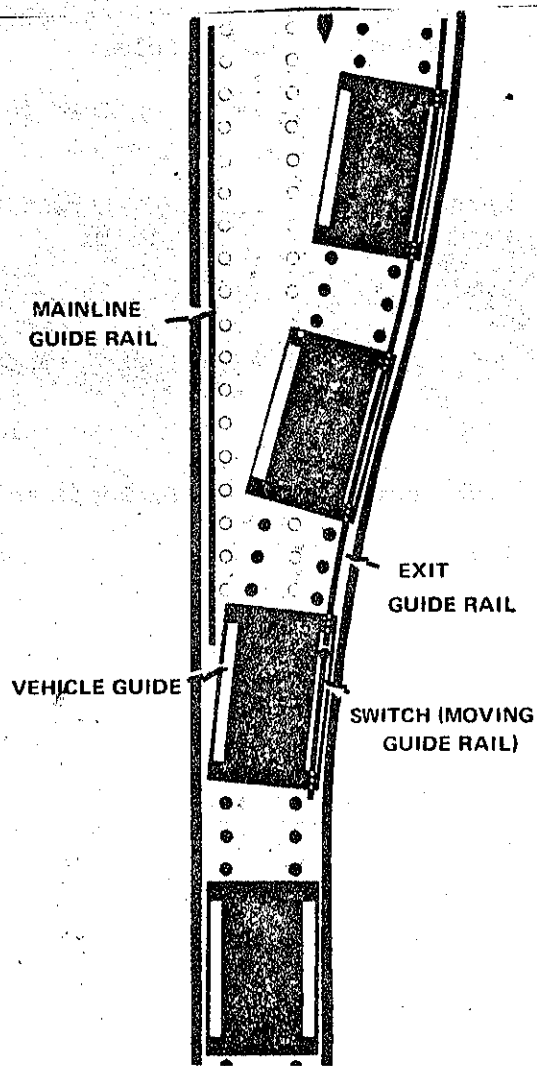 MAINLINE
GUIDE RAIL
EXIT
GUIDE RAIL
VEHICLE GUIDE
SWITCH (MOVING
GUIDE RAIL)